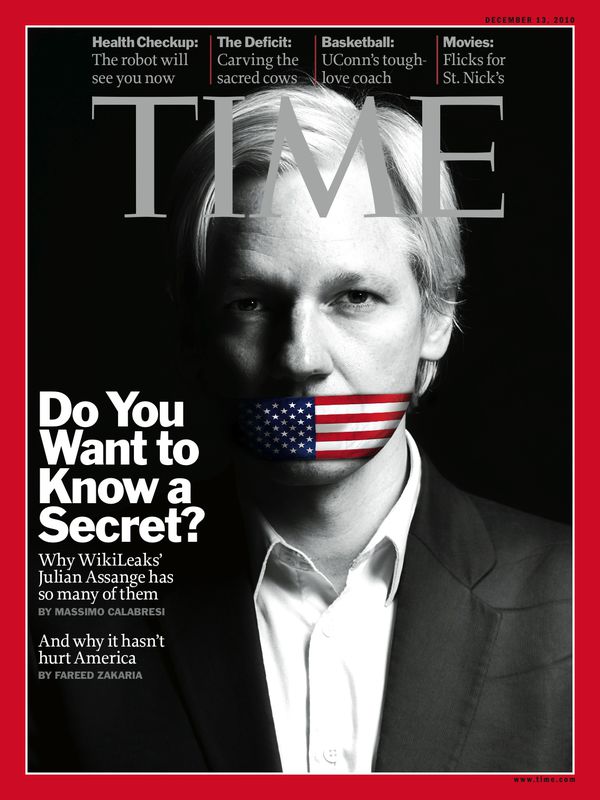 DECEMBER 13, 2010
Health Checkup:
The robot will
see you now
The Deficit:
Carving the
sacred cows
Basketball:
UConn's tough-
love coach
Movies:
Flicks for
St. Nick's
TIME
Do You
Want to
Know a
Secret?
Why WikiLeaks'
Julian Assange has
so many of them
BY MASSIMO CALABRESI
And why it hasn't
hurt America
BY FAREED ZAKARIA
www.time.com